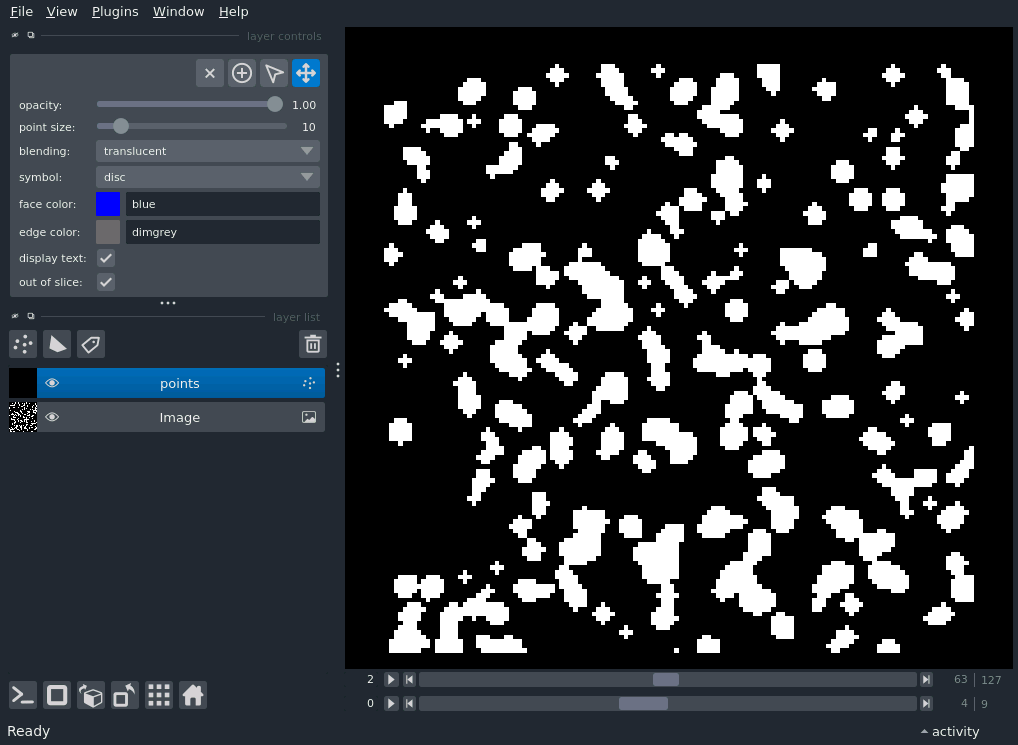 File View Plugins Window Help
layer controls
opacity: 1.00
point size: 10
blending: translucent
symbol: disc
face color: blue
edge color: dimgrey
display text:
out of slice:
layer list
points
Image
2 63 127
0 4 9
Ready activity